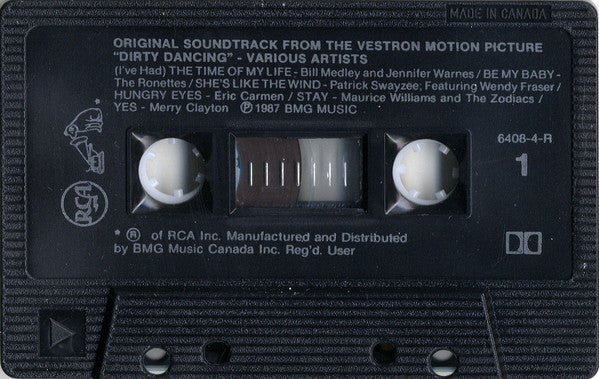 MADE IN CANADA
ORIGINAL SOUNDTRACK FROM THE VESTRON MOTION PICTURE
"DIRTY DANCING" - VARIOUS ARTISTS
(I've Had) THE TIME OF MY LIFE - Bill Medley and Jennifer Warnes / BE MY BABY -
The Ronettes / SHE'S LIKE THE WIND - Patrick Swayzee; Featuring Wendy Fraser /
HUNGRY EYES - Eric Carmen / STAY - Maurice Williams and The Zodiacs /
YES - Merry Clayton ℗ 1987 BMG MUSIC
6408-4-R
1
*
RCA
* ® of RCA Inc. Manufactured and Distributed
by BMG Music Canada Inc. Reg'd. User